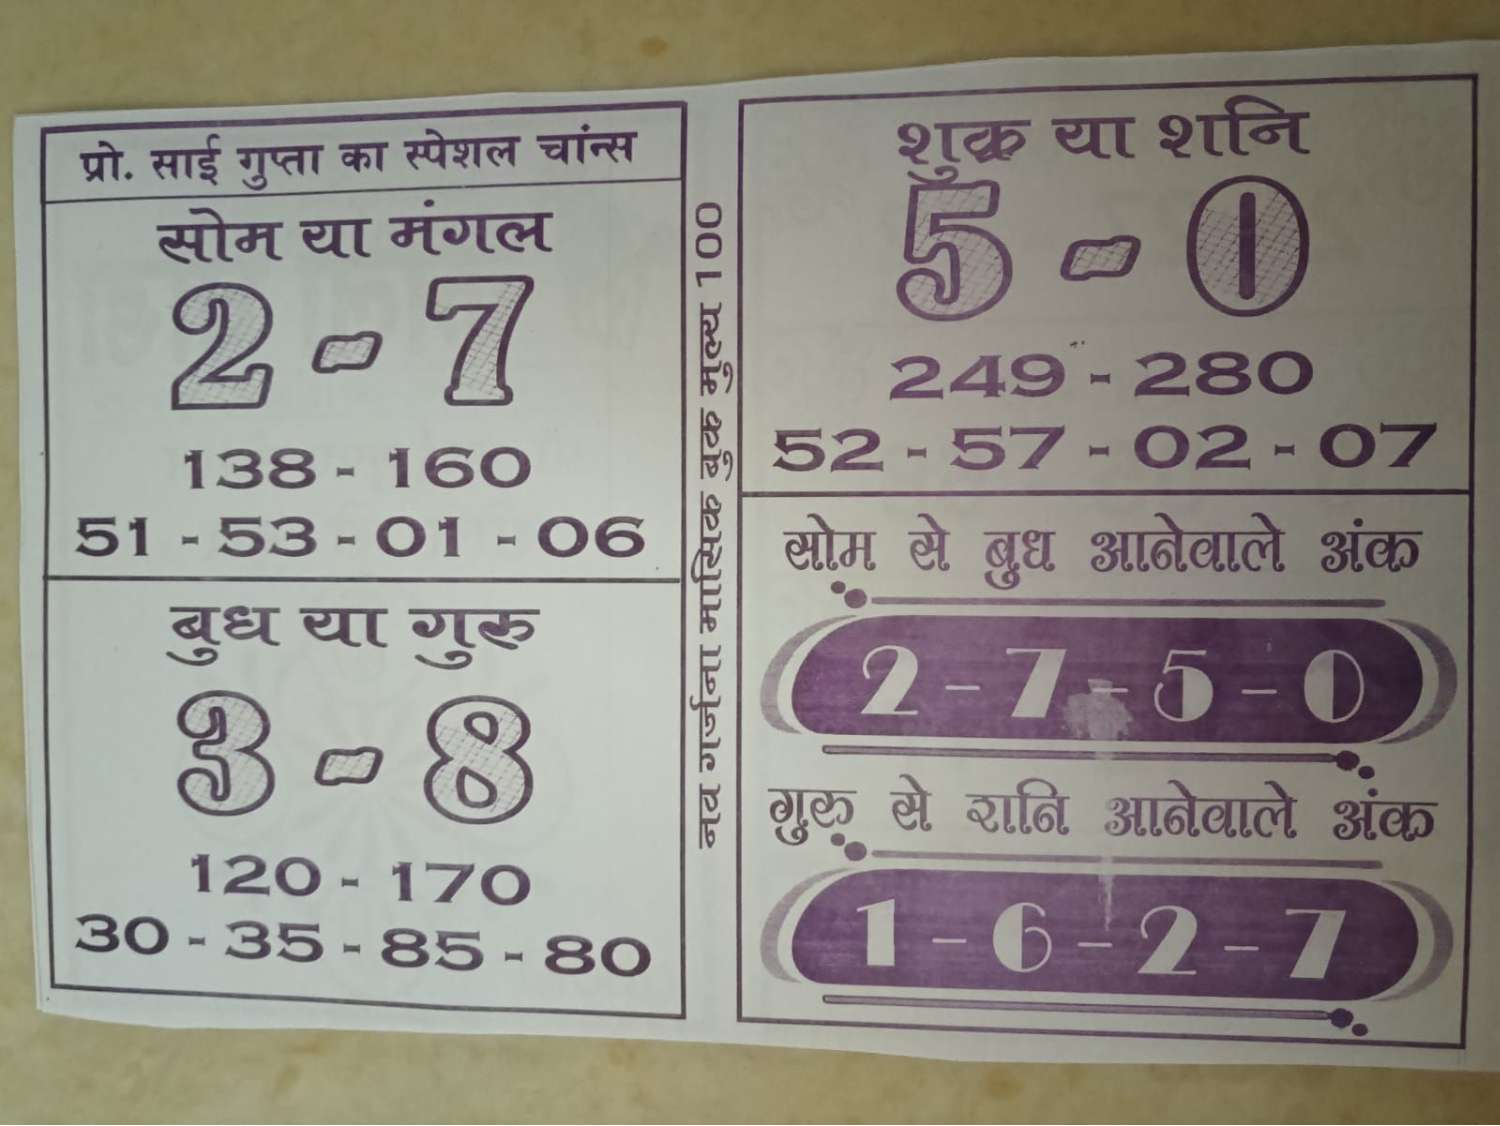 प्रो. साई गुप्ता का स्पेशल चांन्स
सोम या मंगल
2 - 7
138 - 160
51 - 53 - 01 - 06
बुध या गुरु
3 - 8
120 - 170
30 - 35 - 85 - 80
नव गर्जना मासिक बुक मुल्य 100
शुक्र या शनि
5 - 0
249 - 280
52 - 57 - 02 - 07
सोम से बुध आनेवाले अंक
2 - 7 - 5 - 0
गुरु से शनि आनेवाले अंक
1 - 6 - 2 - 7